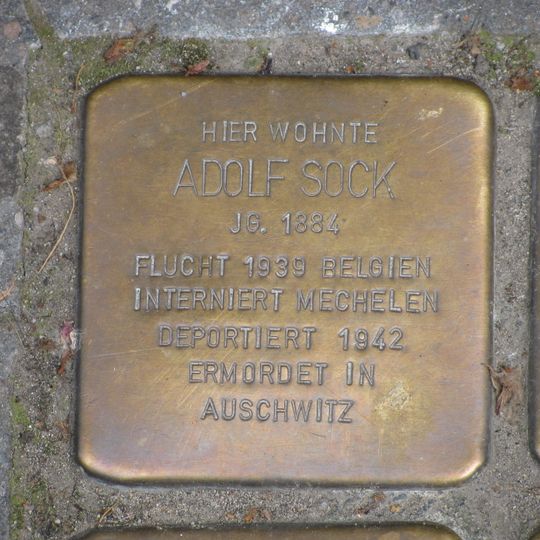 HIER WOHNTE
ADOLF SOCK
JG. 1884
FLUCHT 1939 BELGIEN
INTERNIERT MECHELEN
DEPORTIERT 1942
ERMORDET IN
AUSCHWITZ